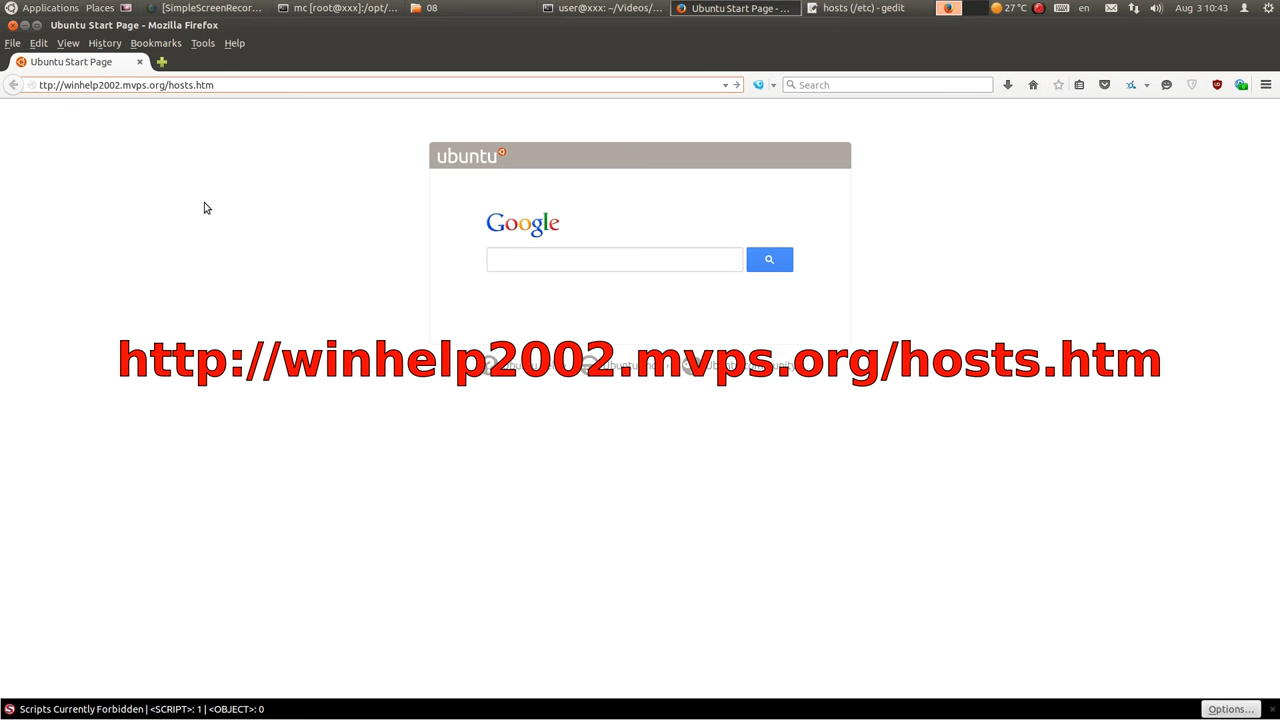 Applications Places [SimpleScreenRecor... mc [root@xxx]:/opt/... 08 user@xxx: ~/Videos/... Ubuntu Start Page - ... hosts (/etc) - gedit 27 °C en Aug 3 10:43
Ubuntu Start Page - Mozilla Firefox
File Edit View History Bookmarks Tools Help
Ubuntu Start Page
ttp://winhelp2002.mvps.org/hosts.htm Search
ubuntu
Google
http://winhelp2002.mvps.org/hosts.htm
Scripts Currently Forbidden | <SCRIPT>: 1 | <OBJECT>: 0 Options...